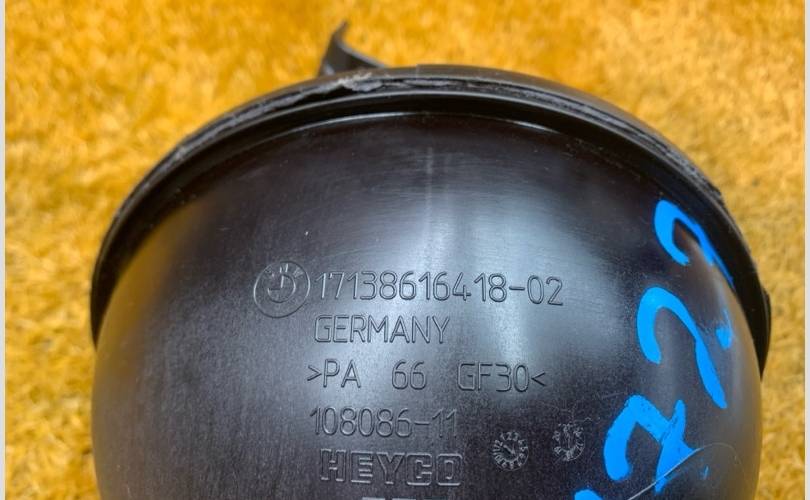 17138616418-02
GERMANY
>PA 66 GF30<
108086-11
HEYCO